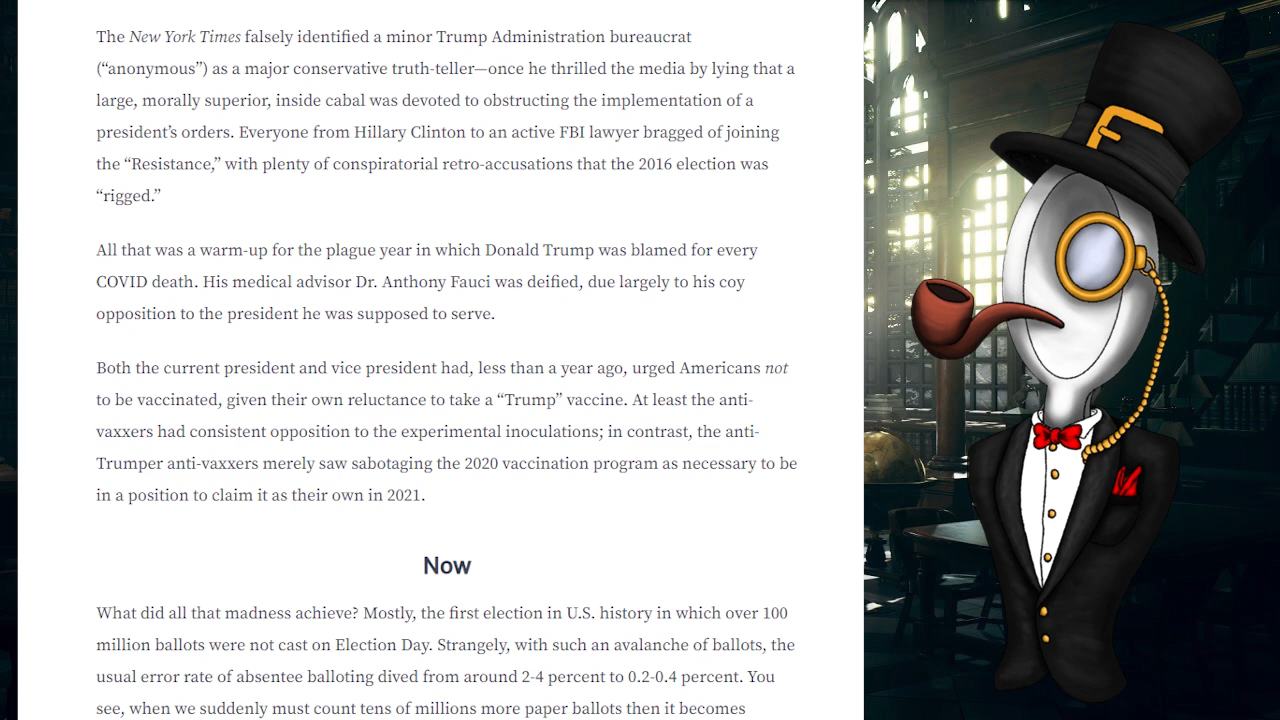 The New York Times falsely identified a minor Trump Administration bureaucrat
(“anonymous”) as a major conservative truth-teller—once he thrilled the media by lying that a
large, morally superior, inside cabal was devoted to obstructing the implementation of a
president’s orders. Everyone from Hillary Clinton to an active FBI lawyer bragged of joining
the “Resistance,” with plenty of conspiratorial retro-accusations that the 2016 election was
“rigged.”
All that was a warm-up for the plague year in which Donald Trump was blamed for every
COVID death. His medical advisor Dr. Anthony Fauci was deified, due largely to his coy
opposition to the president he was supposed to serve.
Both the current president and vice president had, less than a year ago, urged Americans not
to be vaccinated, given their own reluctance to take a “Trump” vaccine. At least the anti-
vaxxers had consistent opposition to the experimental inoculations; in contrast, the anti-
Trumper anti-vaxxers merely saw sabotaging the 2020 vaccination program as necessary to be
in a position to claim it as their own in 2021.
Now
What did all that madness achieve? Mostly, the first election in U.S. history in which over 100
million ballots were not cast on Election Day. Strangely, with such an avalanche of ballots, the
usual error rate of absentee balloting dived from around 2-4 percent to 0.2-0.4 percent. You
see, when we suddenly must count tens of millions more paper ballots then it becomes